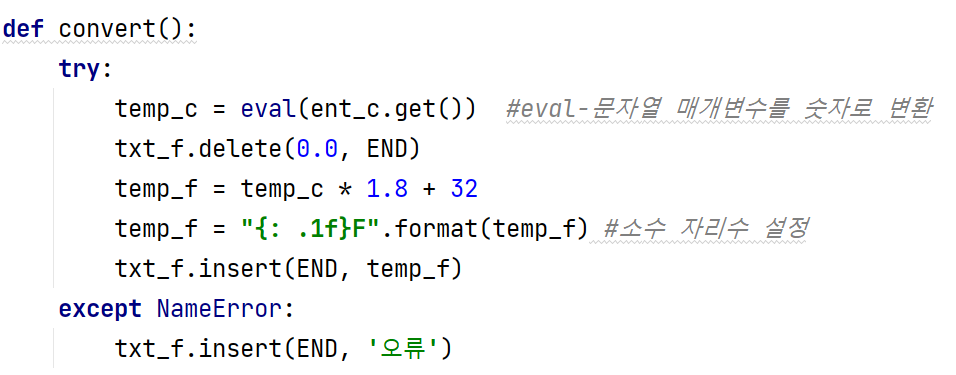 def convert():
    try:
        temp_c = eval(ent_c.get())  #eval-문자열 매개변수를 숫자로 변환
        txt_f.delete(0.0, END)
        temp_f = temp_c * 1.8 + 32
        temp_f = "{: .1f}F".format(temp_f) #소수 자리수 설정
        txt_f.insert(END, temp_f)
    except NameError:
        txt_f.insert(END, '오류')